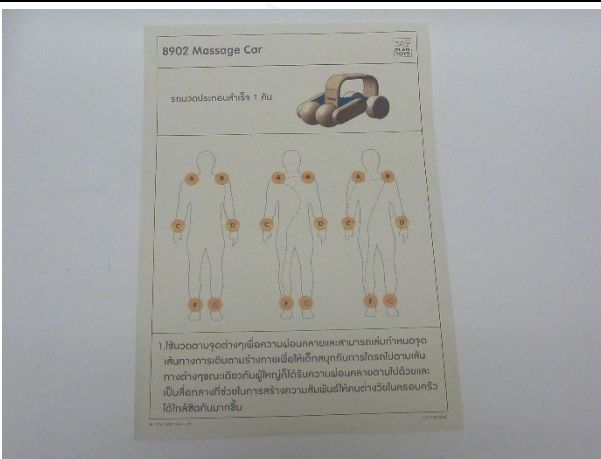 8902 Massage Car
PLAN
TOYS
รถนวดประกอบสำเร็จ 1 คัน
A B A B A B
C D C D C D
F G F G F G
1.ใช้นวดตามจุดต่างๆเพื่อความผ่อนคลายและสามารถเล่นกำหนดจุด
เส้นทางการเดินตามร่างกายเพื่อให้เด็กสนุกกับการไถรถไปตามเส้น
ทางต่างๆขณะเดียวกันผู้ใหญ่ก็ได้รับความผ่อนคลายตามไปด้วยและ
เป็นสื่อกลางที่ช่วยในการสร้างความสัมพันธ์ให้คนต่างวัยในครอบครัว
ได้ใกล้ชิดกันมากขึ้น